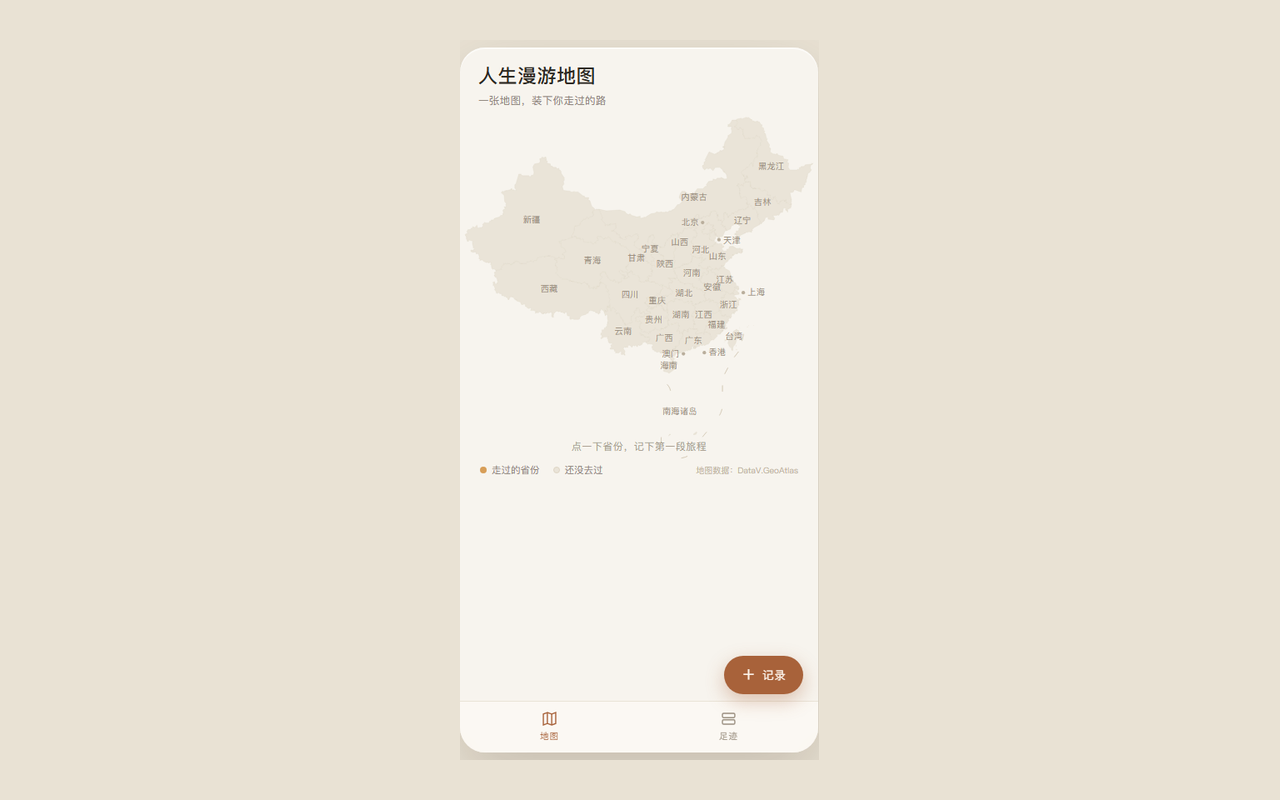 人生漫游地图
一张地图，装下你走过的路
黑龙江
内蒙古
吉林
新疆
北京
辽宁
天津
山西
宁夏
河北
甘肃
山东
青海
陕西
河南
江苏
西藏
安徽
上海
四川
湖北
重庆
浙江
湖南
江西
贵州
福建
云南
台湾
广西
广东
澳门
香港
海南
南海诸岛
点一下省份，记下第一段旅程
走过的省份
还没去过
地图数据：DataV.GeoAtlas
+ 记录
地图
足迹